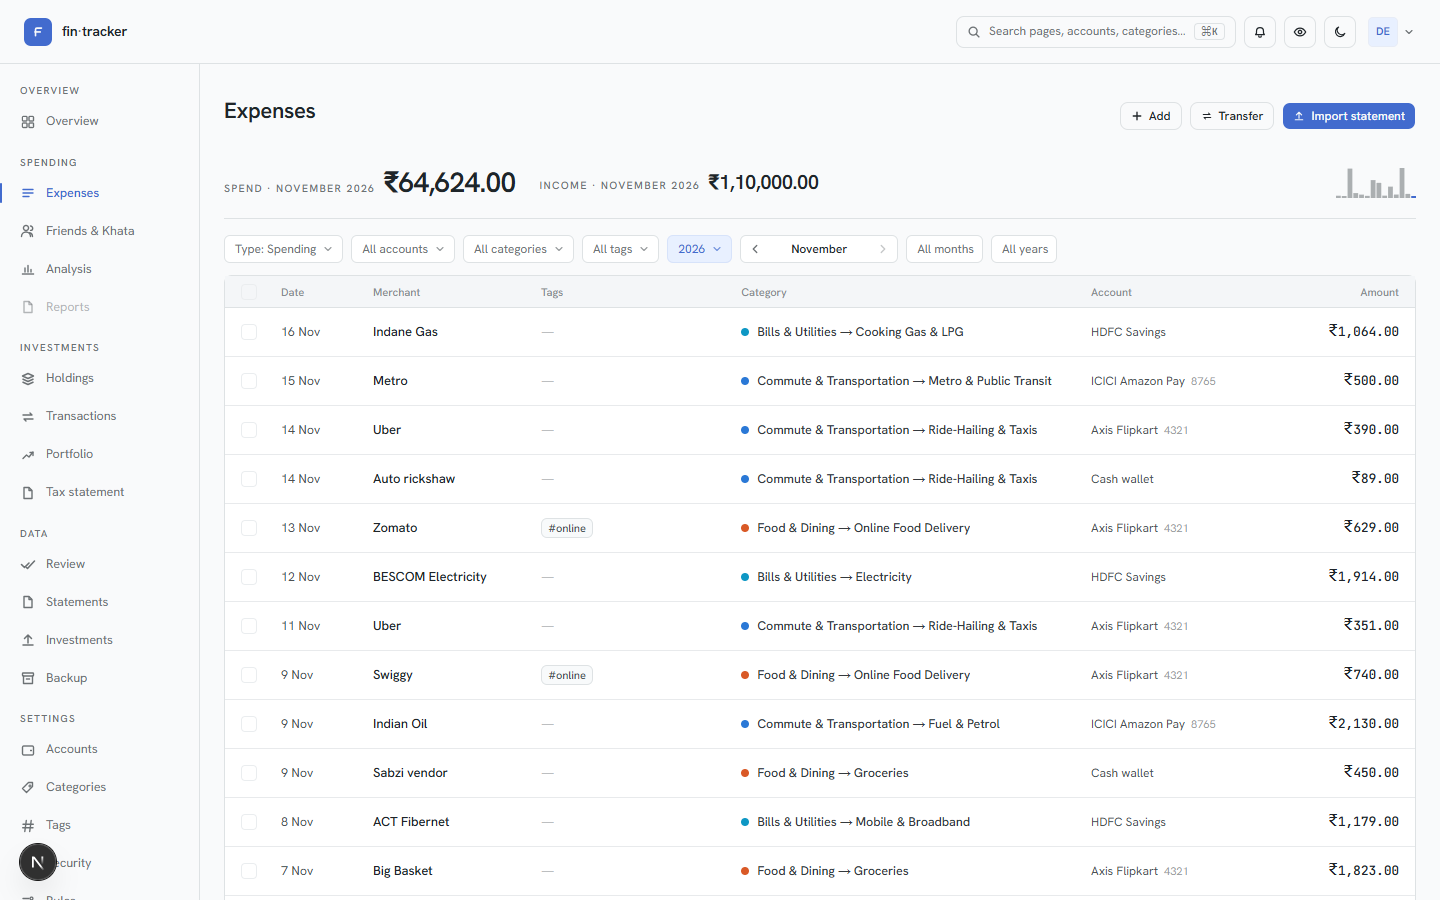 F fin·tracker
Search pages, accounts, categories... ⌘K
DE
OVERVIEW
Overview
SPENDING
Expenses
Friends & Khata
Analysis
Reports
INVESTMENTS
Holdings
Transactions
Portfolio
Tax statement
DATA
Review
Statements
Investments
Backup
SETTINGS
Accounts
Categories
Tags
N ecurity
Expenses
Add Transfer Import statement
SPEND · NOVEMBER 2026 ₹64,624.00 INCOME · NOVEMBER 2026 ₹1,10,000.00
Type: Spending All accounts All categories All tags 2026 November All months All years
Date Merchant Tags Category Account Amount
16 Nov Indane Gas — Bills & Utilities → Cooking Gas & LPG HDFC Savings ₹1,064.00
15 Nov Metro — Commute & Transportation → Metro & Public Transit ICICI Amazon Pay 8765 ₹500.00
14 Nov Uber — Commute & Transportation → Ride-Hailing & Taxis Axis Flipkart 4321 ₹390.00
14 Nov Auto rickshaw — Commute & Transportation → Ride-Hailing & Taxis Cash wallet ₹89.00
13 Nov Zomato #online Food & Dining → Online Food Delivery Axis Flipkart 4321 ₹629.00
12 Nov BESCOM Electricity — Bills & Utilities → Electricity HDFC Savings ₹1,914.00
11 Nov Uber — Commute & Transportation → Ride-Hailing & Taxis Axis Flipkart 4321 ₹351.00
9 Nov Swiggy #online Food & Dining → Online Food Delivery Axis Flipkart 4321 ₹740.00
9 Nov Indian Oil — Commute & Transportation → Fuel & Petrol ICICI Amazon Pay 8765 ₹2,130.00
9 Nov Sabzi vendor — Food & Dining → Groceries Cash wallet ₹450.00
8 Nov ACT Fibernet — Bills & Utilities → Mobile & Broadband HDFC Savings ₹1,179.00
7 Nov Big Basket — Food & Dining → Groceries Axis Flipkart 4321 ₹1,823.00